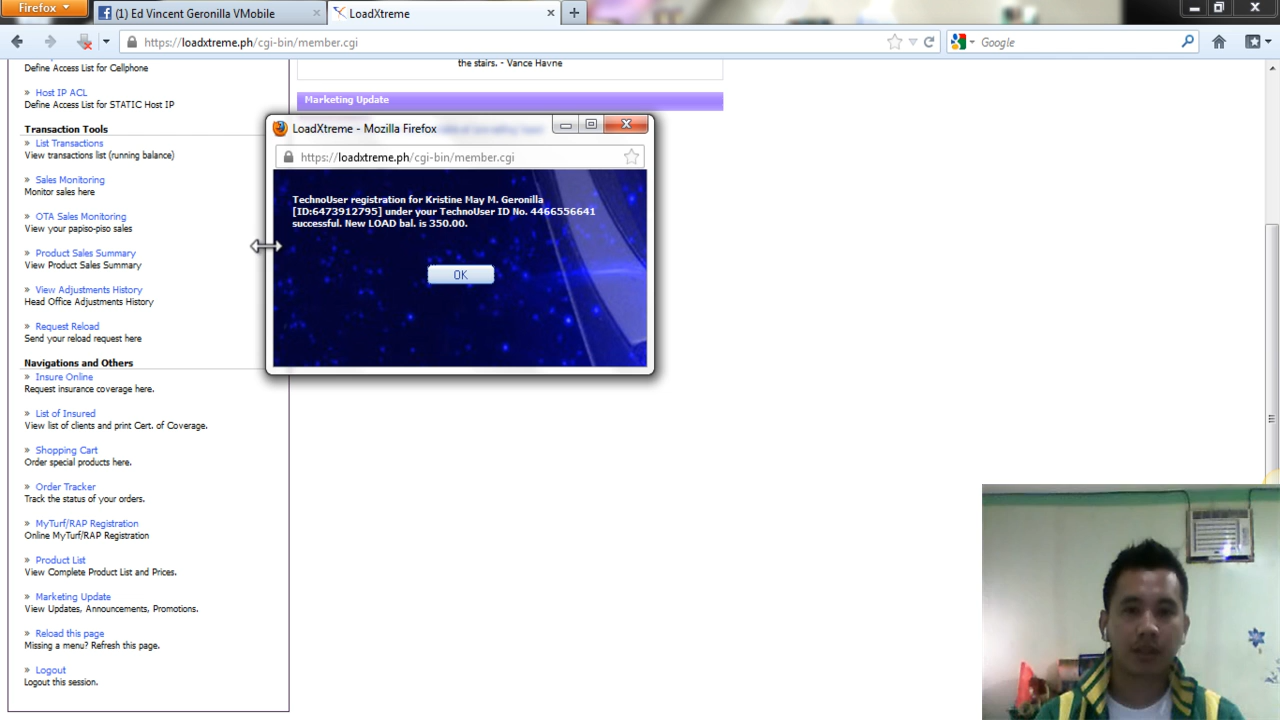 Firefox
(1) Ed Vincent Geronilla VMobile
LoadXtreme
https://loadxtreme.ph/cgi-bin/member.cgi
Google
Define Access List for Cellphone
» Host IP ACL
Define Access List for STATIC Host IP
Transaction Tools
» List Transactions
View transactions list (running balance)
» Sales Monitoring
Monitor sales here
» OTA Sales Monitoring
View your papiso-piso sales
» Product Sales Summary
View Product Sales Summary
» View Adjustments History
Head Office Adjustments History
» Request Reload
Send your reload request here
Navigations and Others
» Insure Online
Request insurance coverage here.
» List of Insured
View list of clients and print Cert. of Coverage.
» Shopping Cart
Order special products here.
» Order Tracker
Track the status of your orders.
» MyTurf/RAP Registration
Online MyTurf/RAP Registration
» Product List
View Complete Product List and Prices.
» Marketing Update
View Updates, Announcements, Promotions.
» Reload this page
Missing a menu? Refresh this page.
» Logout
Logout this session.
the stairs. - Vance Havne
Marketing Update
LoadXtreme - Mozilla Firefox
https://loadxtreme.ph/cgi-bin/member.cgi
TechnoUser registration for Kristine May M. Geronilla
[ID:6473912795] under your TechnoUser ID No. 4466556641
successful. New LOAD bal. is 350.00.
OK